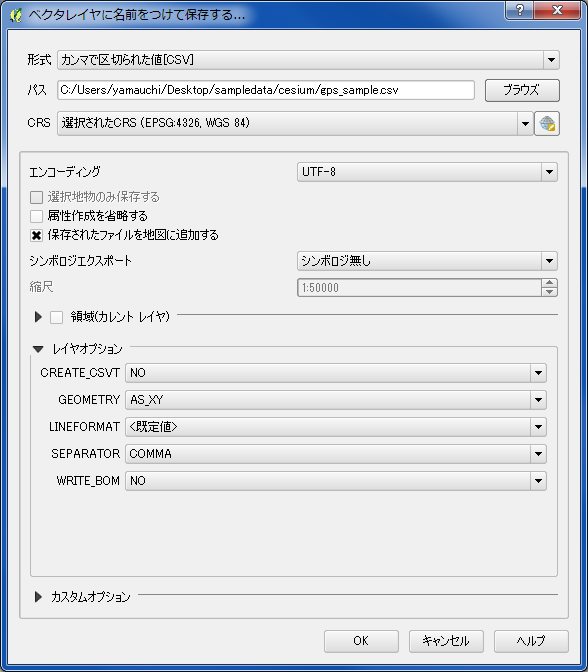 ベクタレイヤに名前をつけて保存する...
形式 カンマで区切られた値[CSV]
パス C:/Users/yamauchi/Desktop/sampledata/cesium/gps_sample.csv ブラウズ
CRS 選択されたCRS (EPSG:4326, WGS 84)
エンコーディング UTF-8
選択地物のみ保存する
属性作成を省略する
保存されたファイルを地図に追加する
シンボロジエクスポート シンボロジ無し
縮尺 1:50000
領域(カレント レイヤ)
レイヤオプション
CREATE_CSVT NO
GEOMETRY AS_XY
LINEFORMAT <既定値>
SEPARATOR COMMA
WRITE_BOM NO
カスタムオプション
OK キャンセル ヘルプ